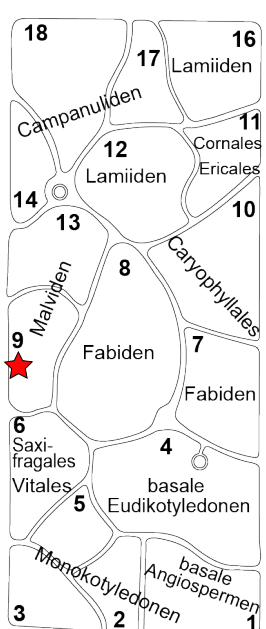 18
17
16
Lamiiden
Campanuliden
11
Cornales
Ericales
12
Lamiiden
14
10
13
Caryophyllales
8
Malviden
9
Fabiden
7
Fabiden
6
Saxi-
fragales
Vitales
4
basale
Eudikotyledonen
5
Monokotyledonen
basale
Angiospermen
3
2
1